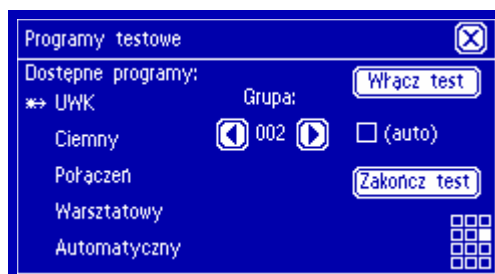 Programy testowe
Dostępne programy:
UWK
Ciemny
Połączeń
Warsztatowy
Automatyczny
Grupa:
002
Włącz test
(auto)
Zakończ test